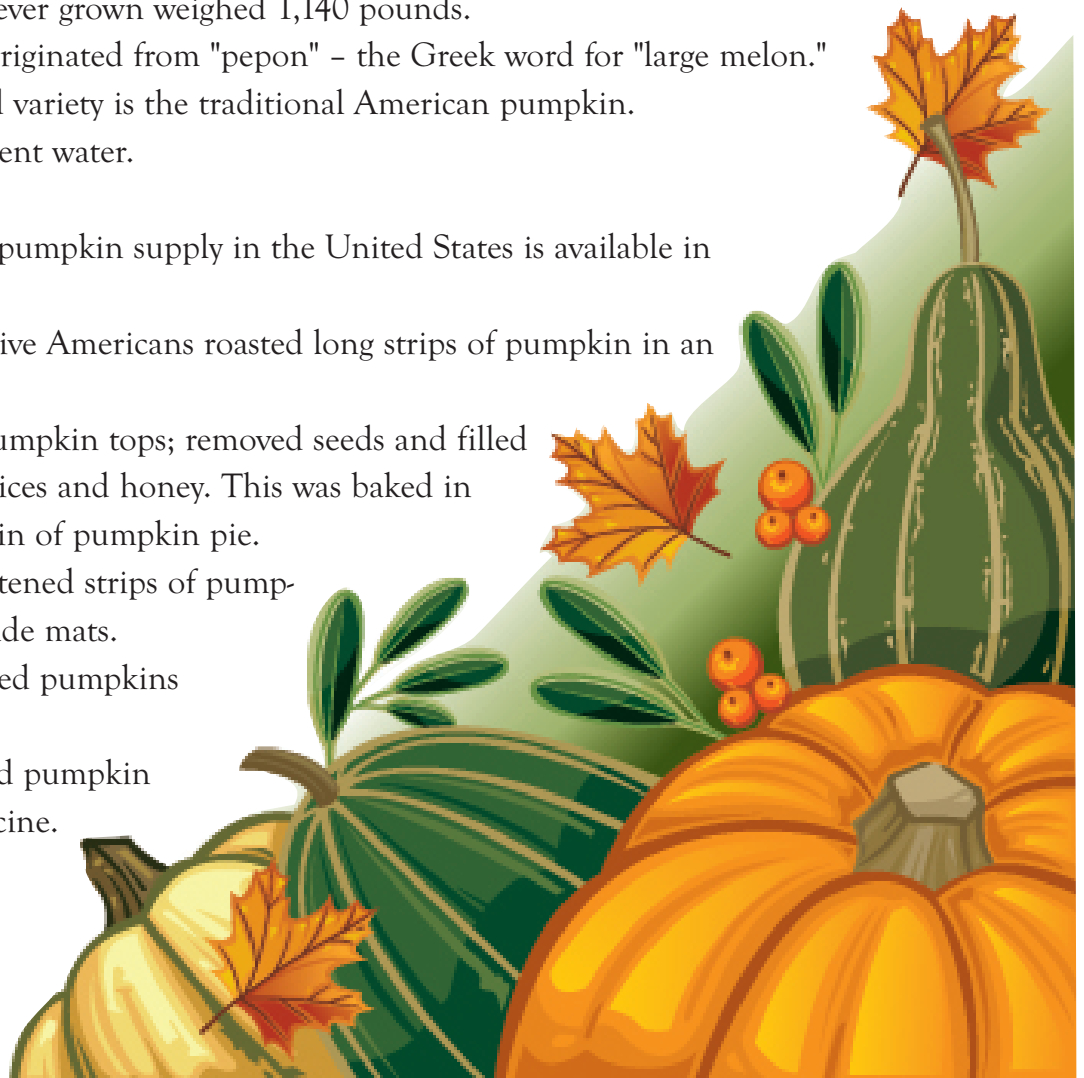 ever grown weighed 1,140 pounds.
riginated from "pepon" – the Greek word for "large melon."
l variety is the traditional American pumpkin.
ent water.
pumpkin supply in the United States is available in
ive Americans roasted long strips of pumpkin in an
umpkin tops; removed seeds and filled
ices and honey. This was baked in
in of pumpkin pie.
tened strips of pump-
de mats.
ed pumpkins
d pumpkin
cine.